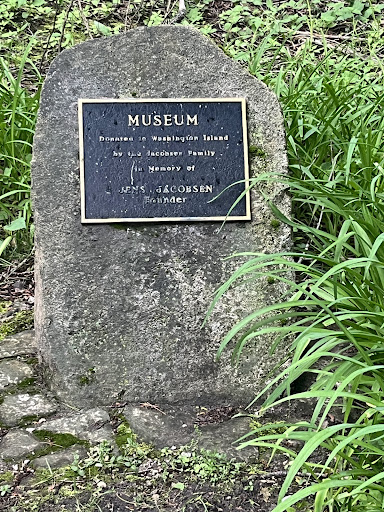 MUSEUM
Donated to Washington Island
by the Jacobsen Family
in Memory of
JENS JACOBSEN
Founder